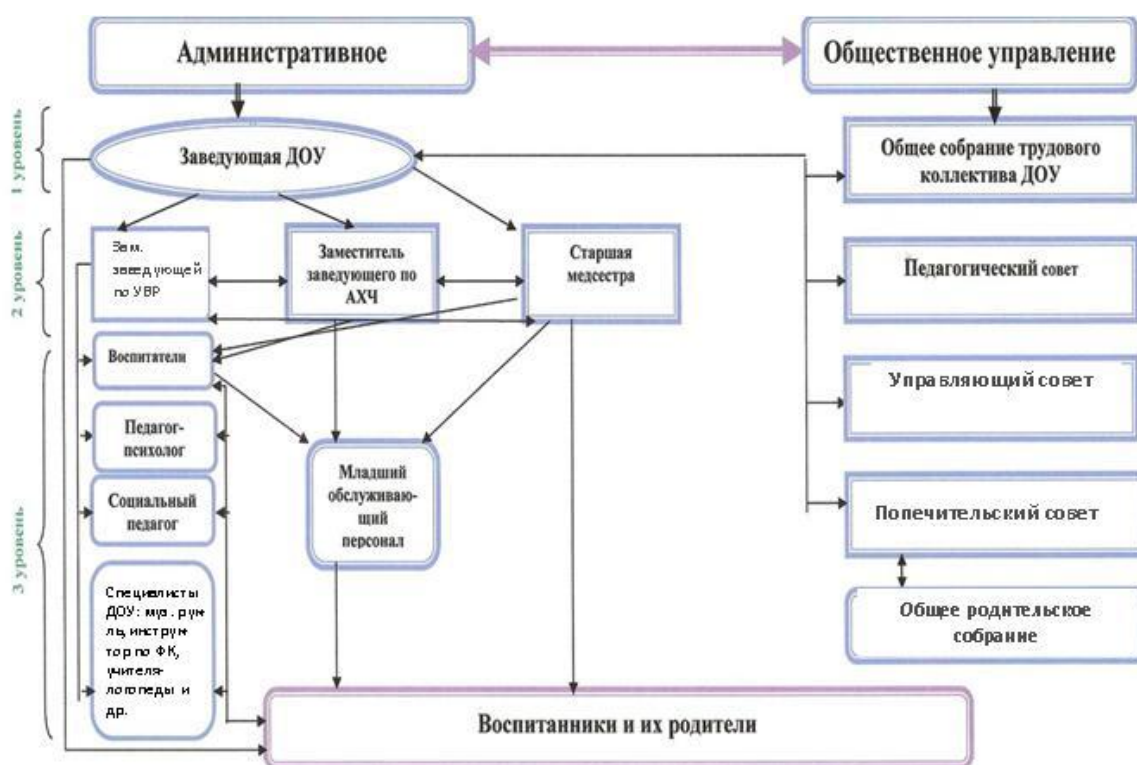 Административное
Общественное управление
1 уровень
Заведующая ДОУ
Общее собрание трудового
коллектива ДОУ
2 уровень
Зам.
заведующей
по УВР
Заместитель
заведующего по
АХЧ
Старшая
медсестра
Педагогический совет
3 уровень
Воспитатели
Управляющий совет
Педагог-
психолог
Младший
обслуживаю-
щий
персонал
Социальный
педагог
Попечительский совет
Специалисты
ДОУ: муз. рук-
ль, инструк-
тор по ФК,
учителя-
логопеды и
др.
Общее родительское
собрание
Воспитанники и их родители